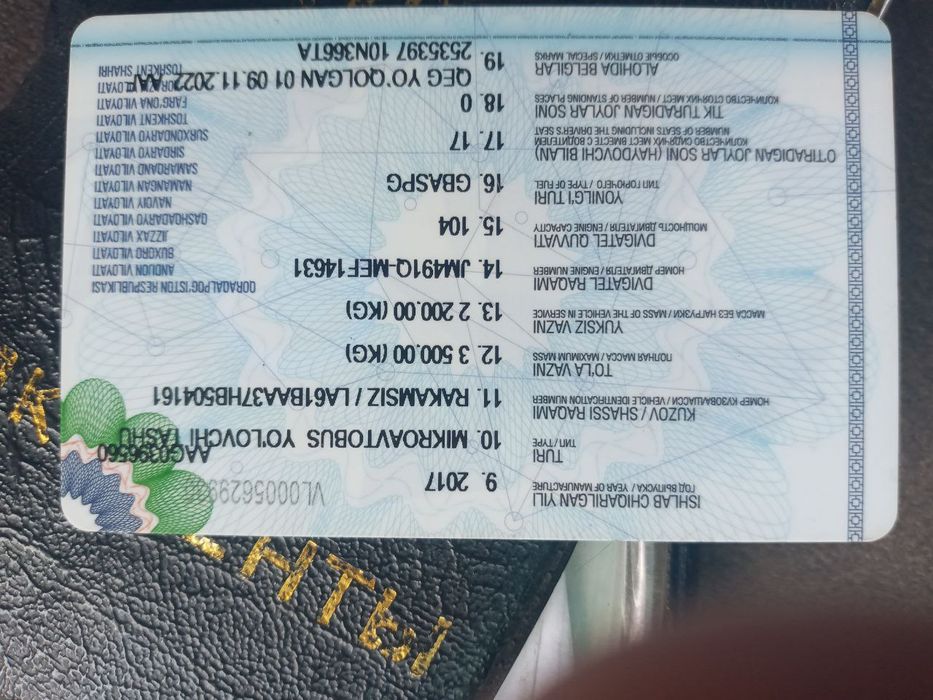 VL0005629
ISHLAB CHIQARILGAN YILI
ГОД ВЫПУСКА / YEAR OF MANUFACTURE
9. 2017
TURI
ТИП / TYPE
10. MIKROAVTOBUS YO'LOVCHI TASHU
AAG0396560
KUZOV / SHASSI RAQAMI
НОМЕР КУЗОВА/ШАССИ / VEHICLE IDENTIFICATION NUMBER
11. RAKAMSIZ / LA61BAA37HB504161
TO'LA VAZNI
ПОЛНАЯ МАССА / MAXIMUM MASS
12. 3 500.00 (KG)
YUKSIZ VAZNI
МАССА БЕЗ НАГРУЗКИ / MASS OF THE VEHICLE IN SERVICE
13. 2 200.00 (KG)
DVIGATEL RAQAMI
НОМЕР ДВИГАТЕЛЯ / ENGINE NUMBER
14. JM491Q-MEF14631
DVIGATEL QUVVATI
МОЩНОСТЬ ДВИГАТЕЛЯ / ENGINE CAPACITY
15. 104
YONILG'I TURI
ТИП ГОРЮЧЕГО / TYPE OF FUEL
16. GBASPG
O'TIRADIGAN JOYLAR SONI (HAYDOVCHI BILAN)
КОЛИЧЕСТВО МЕСТ СИДЯЧИХ ВМЕСТЕ С ВОДИТЕЛЕМ
NUMBER OF SEATS INCLUDING THE DRIVER'S SEAT
17. 17
TIK TURADIGAN JOYLAR SONI
КОЛИЧЕСТВО СТОЯЧИХ МЕСТ / NUMBER OF STANDING PLACES
18. 0
ALOHIDA BELGILAR
ОСОБЫЕ ОТМЕТКИ / SPECIAL MARKS
19. QEG YO'QOLGAN 01 09.11.2022 AAV
2535397 10N366TA
QORAQALPOG'ISTON RESPUBLIKASI
ANDIJON VILOYATI
BUXORO VILOYATI
JIZZAX VILOYATI
QASHQADARYO VILOYATI
NAVOIY VILOYATI
NAMANGAN VILOYATI
SAMARQAND VILOYATI
SIRDARYO VILOYATI
SURXONDARYO VILOYATI
TOSHKENT VILOYATI
FARG'ONA VILOYATI
XORAZM VILOYATI
TOSHKENT SHAHRI